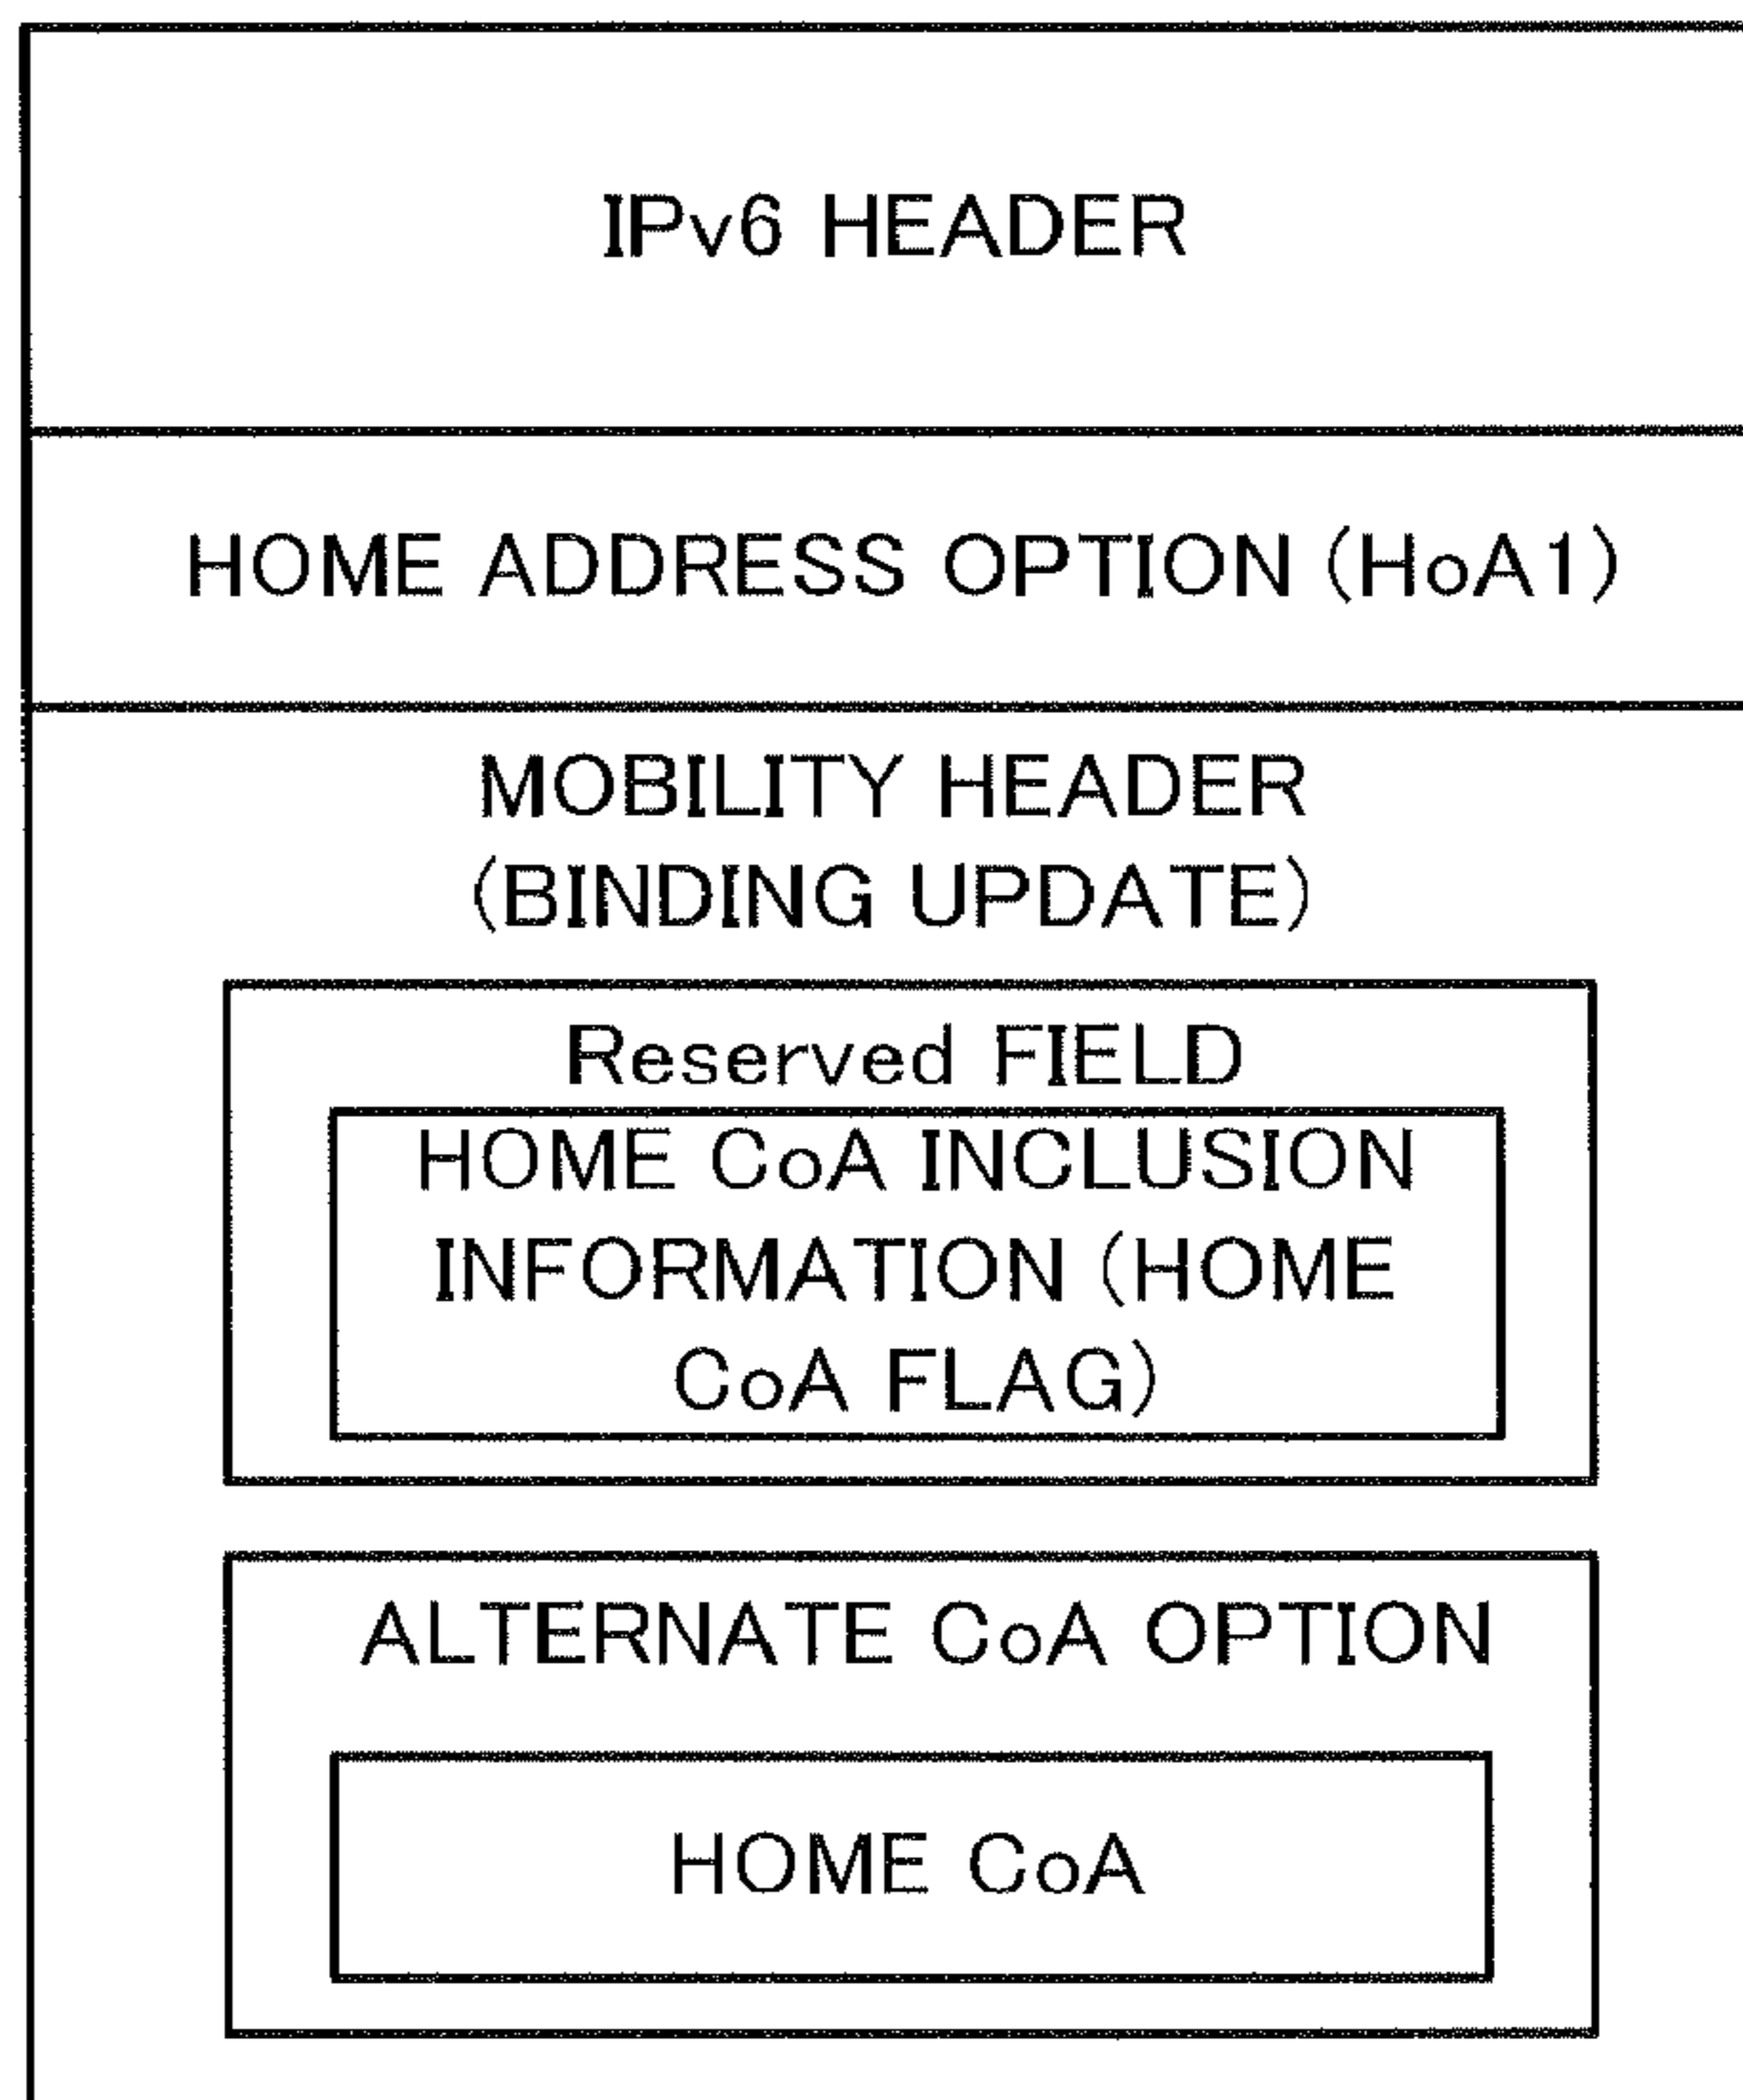 IPv6 HEADER
HOME ADDRESS OPTION (HoA1)
MOBILITY HEADER
(BINDING UPDATE)
Reserved FIELD
HOME CoA INCLUSION
INFORMATION (HOME
CoA FLAG)
ALTERNATE CoA OPTION
HOME CoA